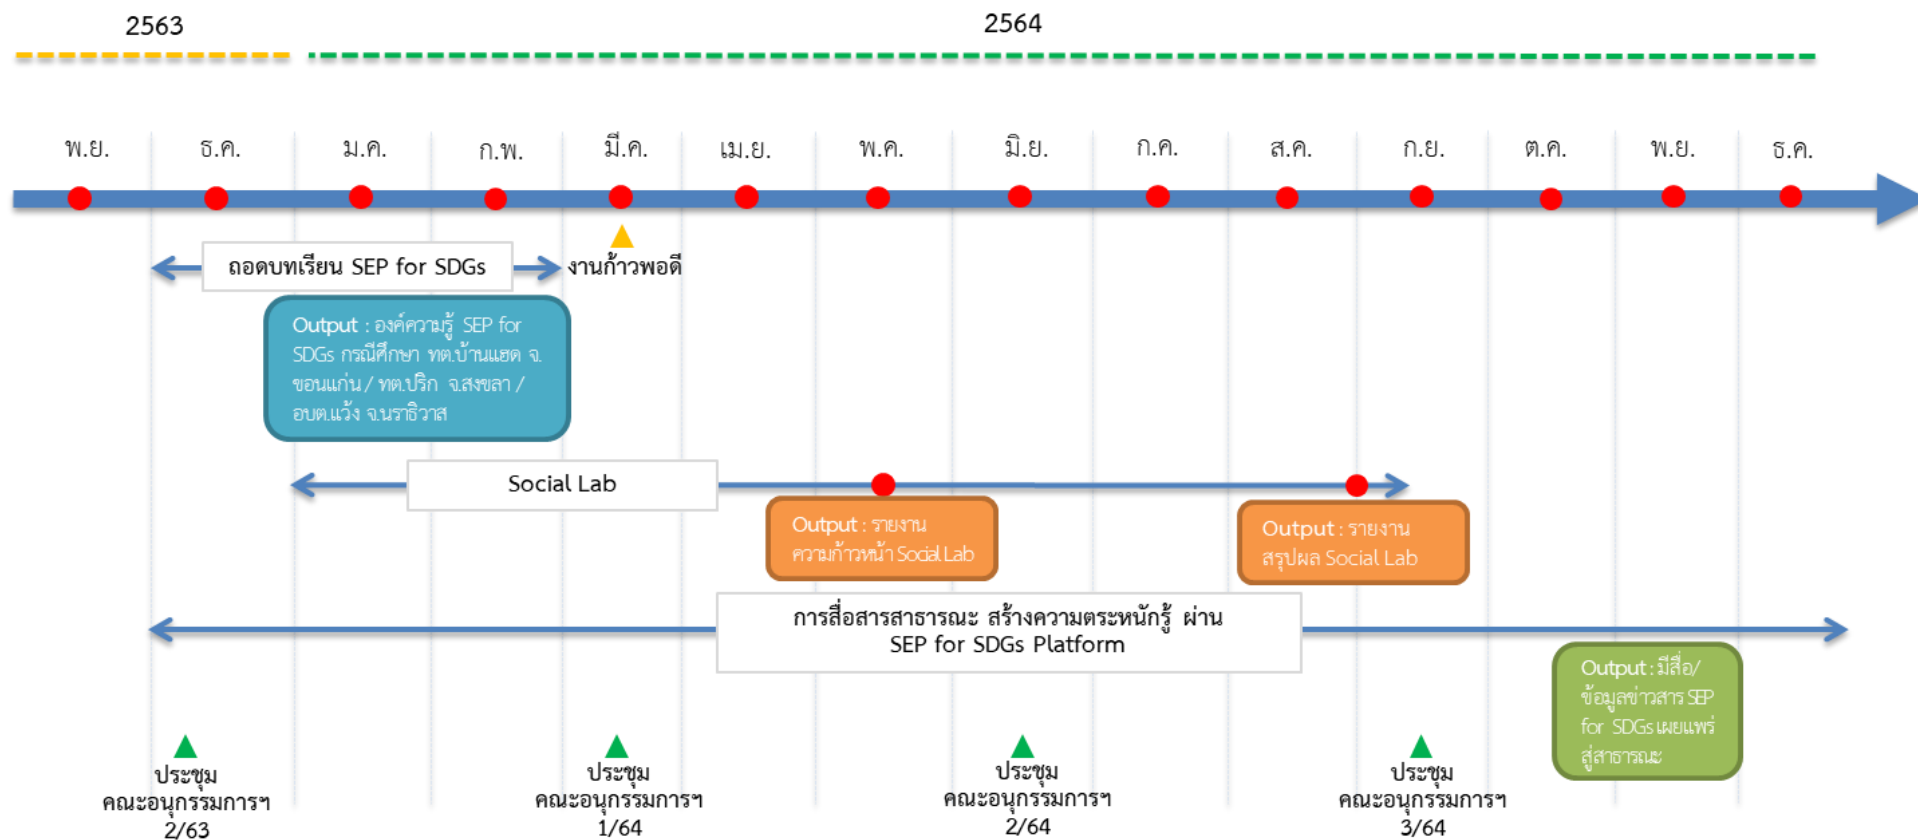 2563
2564
พ.ย.
ธ.ค.
ม.ค.
ก.พ.
มี.ค.
เม.ย.
พ.ค.
มิ.ย.
ก.ค.
ส.ค.
ก.ย.
ต.ค.
พ.ย.
ธ.ค.
ถอดบทเรียน SEP for SDGs
งานก้าวพอดี
Output : องค์ความรู้ SEP for
SDGs กรณีศึกษา ทต.บ้านแฮด จ.
ขอนแก่น / ทต.ปริก จ.สงขลา /
อบต.แว้ง จ.นราธิวาส
Social Lab
Output : รายงาน
ความก้าวหน้า Social Lab
Output : รายงาน
สรุปผล Social Lab
การสื่อสารสาธารณะ สร้างความตระหนักรู้ ผ่าน
SEP for SDGs Platform
Output : มีสื่อ/
ข้อมูลข่าวสาร SEP
for SDGs เผยแพร่
สู่สาธารณะ
ประชุม
คณะอนุกรรมการฯ
2/63
ประชุม
คณะอนุกรรมการฯ
1/64
ประชุม
คณะอนุกรรมการฯ
2/64
ประชุม
คณะอนุกรรมการฯ
3/64